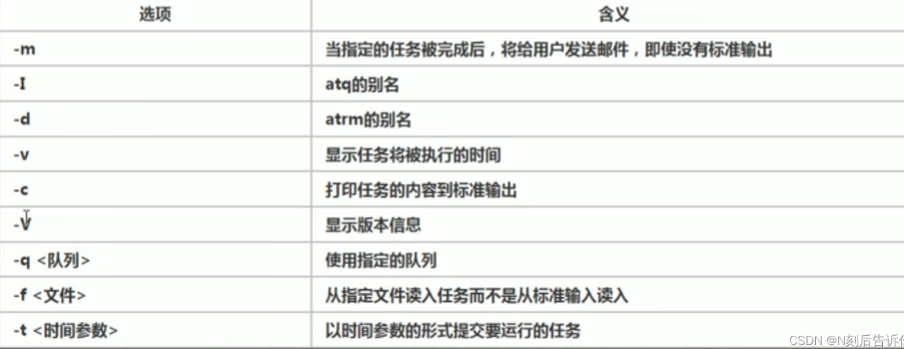 选项 含义
-m 当指定的任务被完成后，将给用户发送邮件，即使没有标准输出
-I atq的别名
-d atrm的别名
-v 显示任务将被执行的时间
-c 打印任务的内容到标准输出
-V 显示版本信息
-q <队列> 使用指定的队列
-f <文件> 从指定文件读入任务而不是从标准输入读入
-t <时间参数> 以时间参数的形式提交要运行的任务
CSDN @N刻后告诉